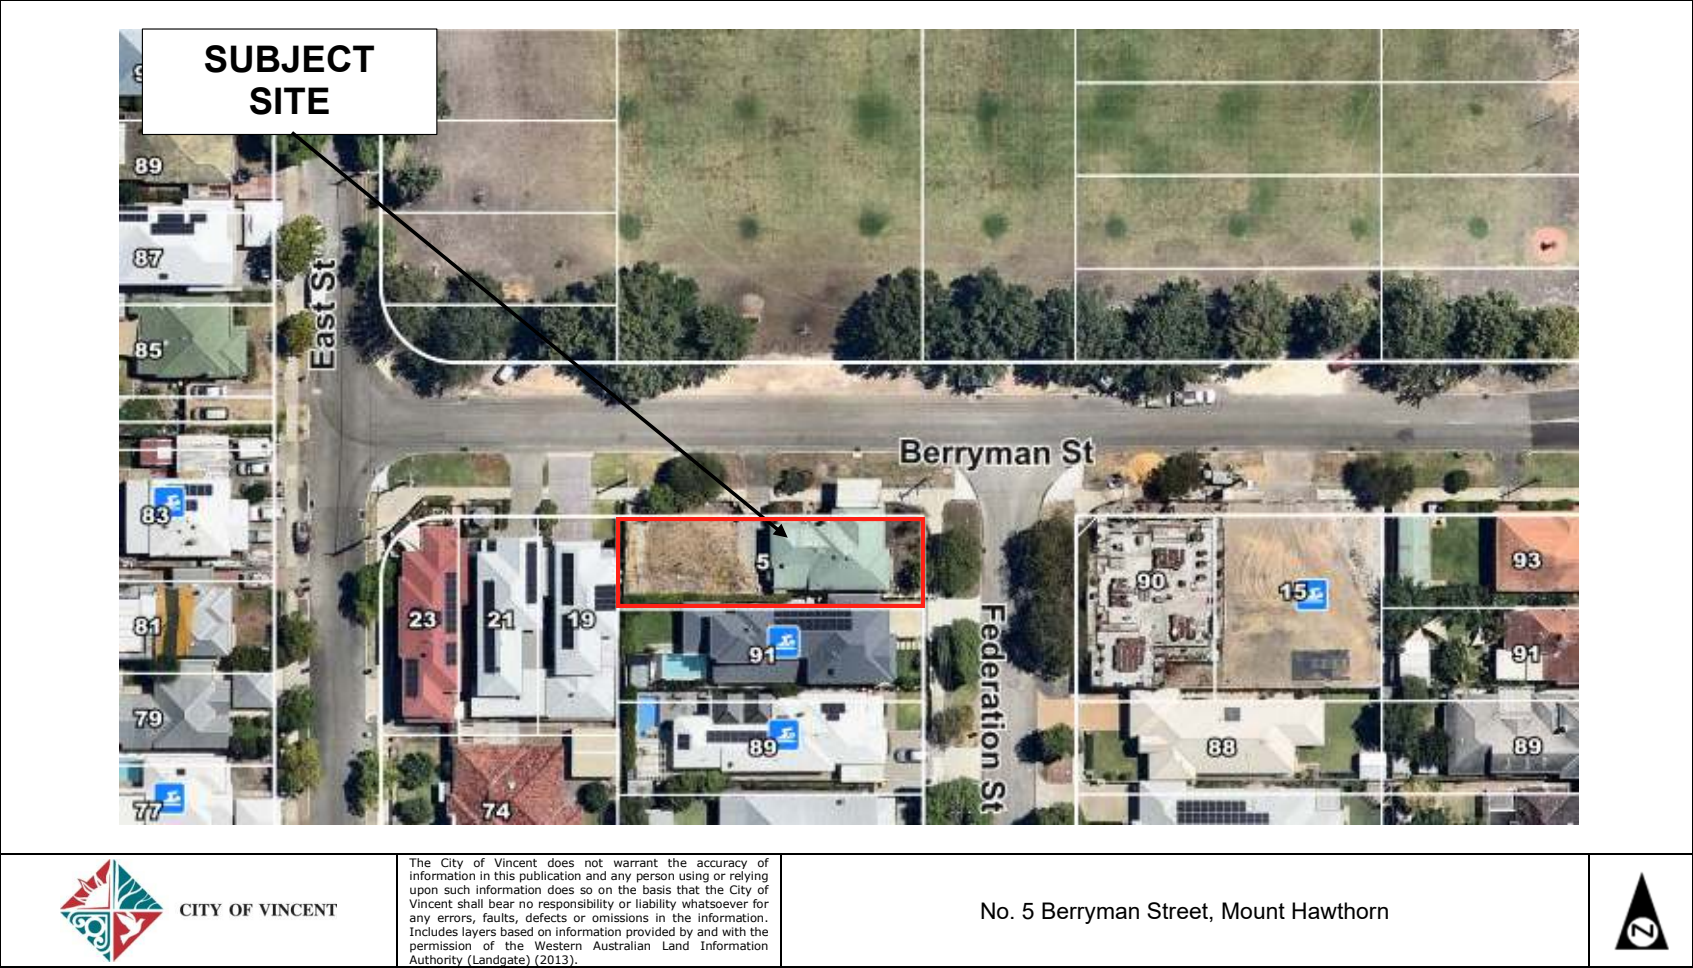 SUBJECT
SITE
9
89
87
85
83
81
79
77
East St
Berryman St
Federation St
5
23
21
19
91
89
74
90
15
93
91
88
89
CITY OF VINCENT
The City of Vincent does not warrant the accuracy of
information in this publication and any person using or relying
upon such information does so on the basis that the City of
Vincent shall bear no responsibility or liability whatsoever for
any errors, faults, defects or omissions in the information.
Includes layers based on information provided by and with the
permission of the Western Australian Land Information
Authority (Landgate) (2013).
No. 5 Berryman Street, Mount Hawthorn
N